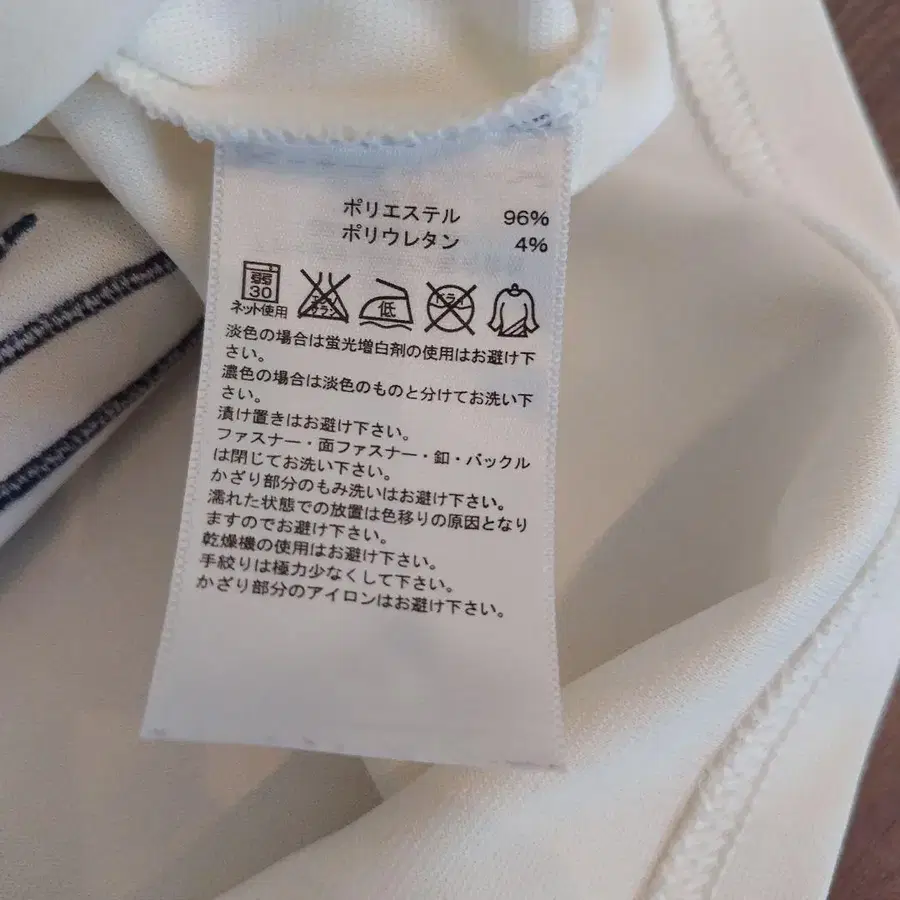 ポリエステル 96%
ポリウレタン 4%
弱 30 エンソ サラシ 低 ドライ
ネット使用
淡色の場合は蛍光増白剤の使用はお避け下
さい。
濃色の場合は淡色のものと分けてお洗い下
さい。
漬け置きはお避け下さい。
ファスナー・面ファスナー・釦・バックル
は閉じてお洗い下さい。
かざり部分のもみ洗いはお避け下さい。
濡れた状態での放置は色移りの原因となり
ますのでお避け下さい。
乾燥機の使用はお避け下さい。
手絞りは極力少なくして下さい。
かざり部分のアイロンはお避け下さい。